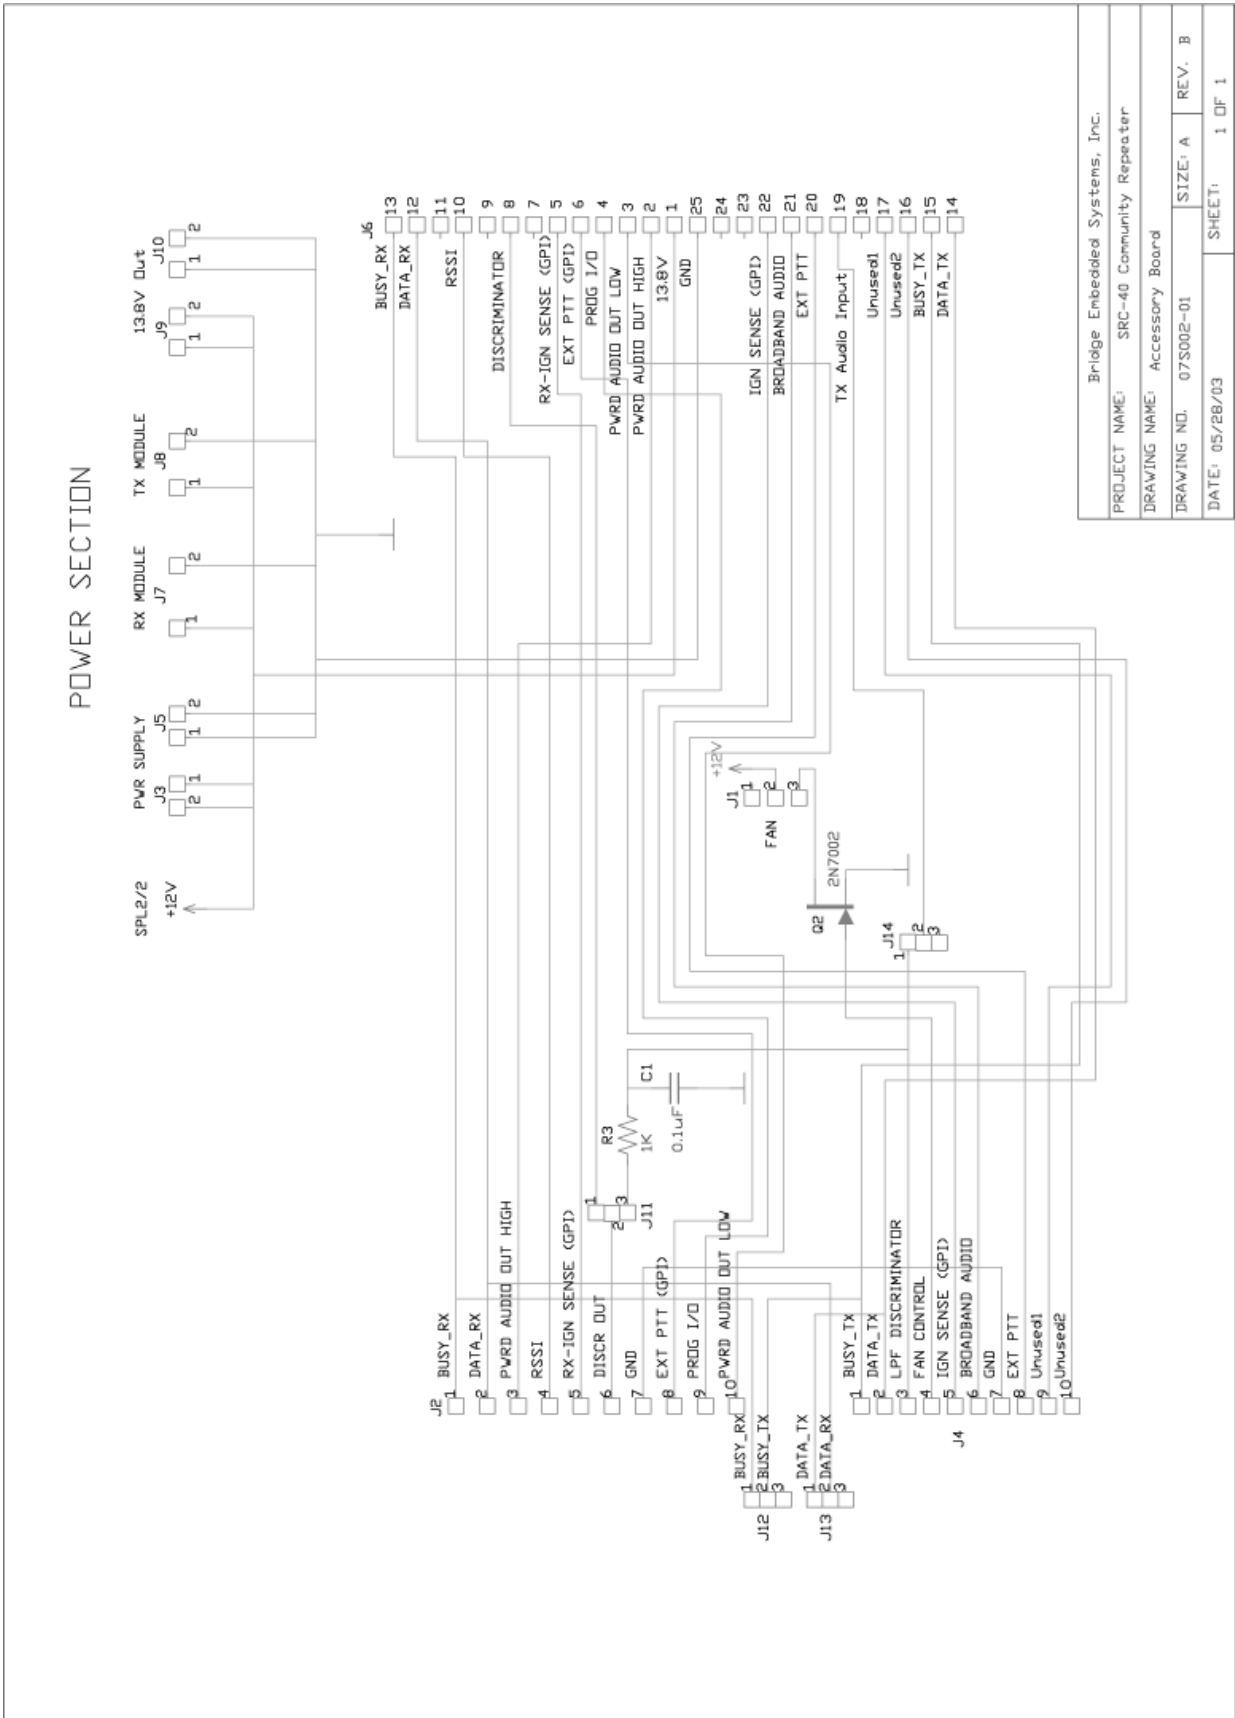 POWER SECTION
SPL2/2
+12V
PWR SUPPLY
J3
2
1
J5
1
2
RX MODULE
J7
1
2
TX MODULE
J8
1
2
13.8V Out
J9
1
2
J10
1
2
J6
BUSY_RX 13
DATA_RX 12
11
RSSI 10
9
DISCRIMINATOR 8
7
RX-IGN SENSE (GPI) 5
EXT PTT (GPI) 6
PROG I/O 4
PWRD AUDIO OUT LOW 3
PWRD AUDIO OUT HIGH 2
13.8V 1
GND 25
24
23
IGN SENSE (GPI) 22
BROADBAND AUDIO 21
EXT PTT 20
TX Audio Input 19
18
Unused1 17
Unused2 16
BUSY_TX 15
DATA_TX 14
J2
1 BUSY_RX
2 DATA_RX
3 PWRD AUDIO OUT HIGH
4 RSSI
5 RX-IGN SENSE (GPI)
6 DISCR OUT
7 GND
8 EXT PTT (GPI)
9 PROG I/O
10 PWRD AUDIO OUT LOW
J11
1
2
3
R3
1K
C1
0.1uF
J1
1
2
3
FAN
+12V
Q2
2N7002
J14
1
2
3
J12
1 BUSY_RX
2 BUSY_TX
3
J13
1 DATA_TX
2 DATA_RX
3
J4
1 BUSY_TX
2 DATA_TX
3 LPF DISCRIMINATOR
4 FAN CONTROL
5 IGN SENSE (GPI)
6 BROADBAND AUDIO
7 GND
8 EXT PTT
9 Unused1
10 Unused2
Bridge Embedded Systems, Inc.
PROJECT NAME: SRC-40 Community Repeater
DRAWING NAME: Accessory Board
DRAWING NO. 07S002-01 SIZE: A REV. B
DATE: 05/28/03 SHEET: 1 OF 1